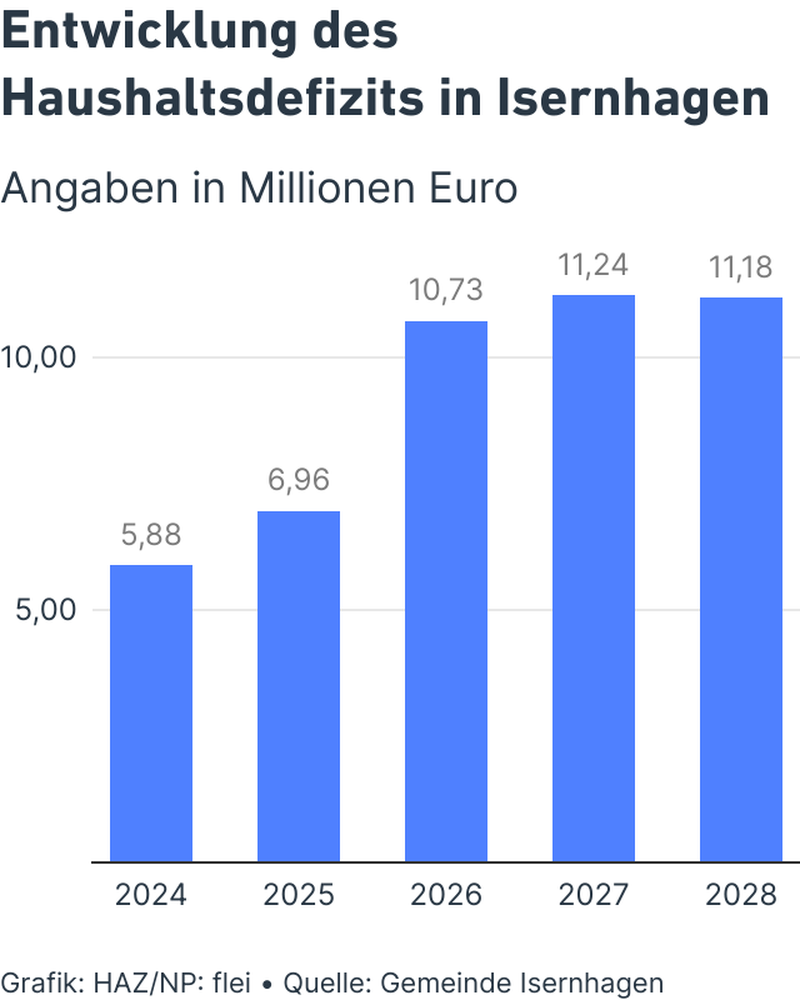 Entwicklung des
Haushaltsdefizits in Isernhagen
Angaben in Millionen Euro
11,24
11,18
10,73
10,00
6,96
5,88
5,00
2024 2025 2026 2027 2028
Grafik: HAZ/NP: flei • Quelle: Gemeinde Isernhagen